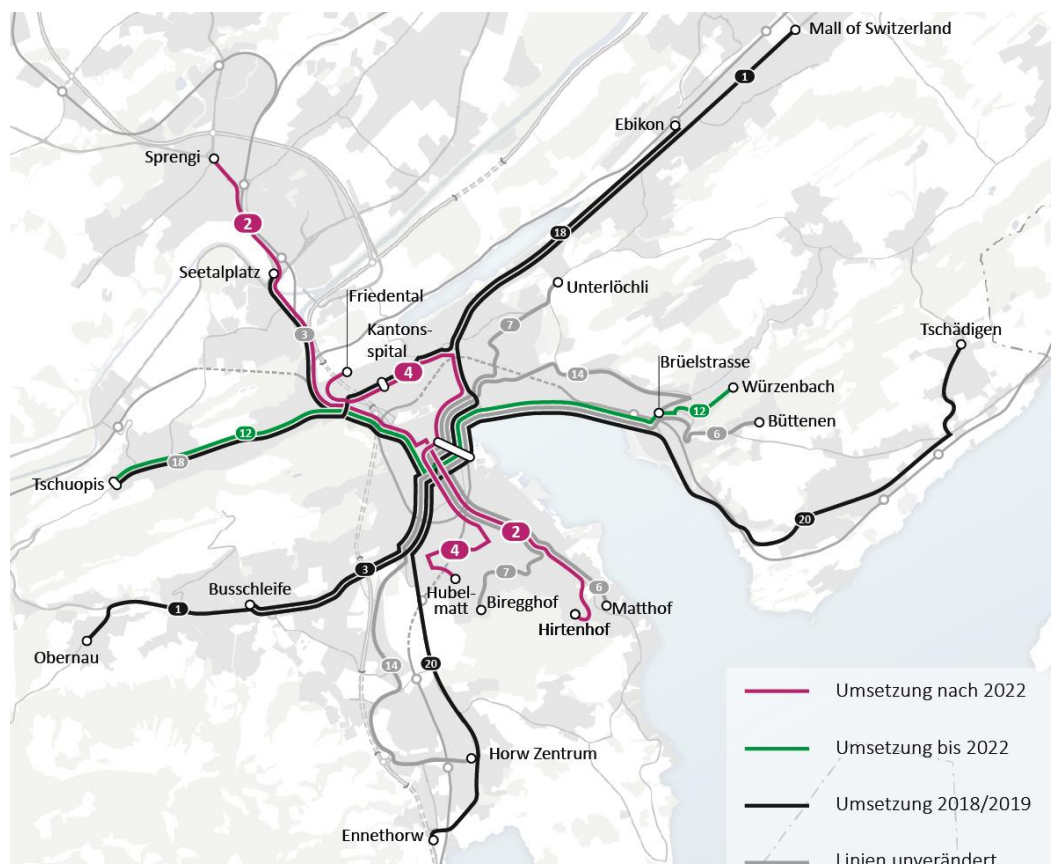 Mall of Switzerland
1
Ebikon
Sprengi
2
18
Seetalplatz
Unterlöchli
Friedental
3
7
Kantons-
spital
Tschädigen
4
14
Brüelstrasse
Würzenbach
12
12
6
Büttenen
18
Tschuopis
20
2
4
3
Busschleife
7
6
Hubel-
matt
Biregghof
Matthof
1
Hirtenhof
Obernau
14
20
Umsetzung nach 2022
Umsetzung bis 2022
Horw Zentrum
Umsetzung 2018/2019
Ennethorw
Linien unverändert